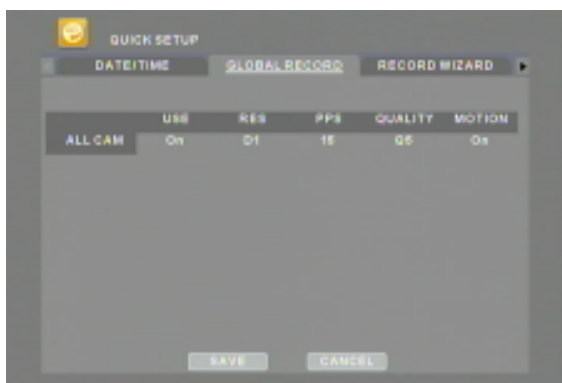 QUICK SETUP
DATE/TIME GLOBAL RECORD RECORD WIZARD
USE RES PPS QUALITY MOTION
ALL CAM On D1 15 Q5 On
SAVE CANCEL